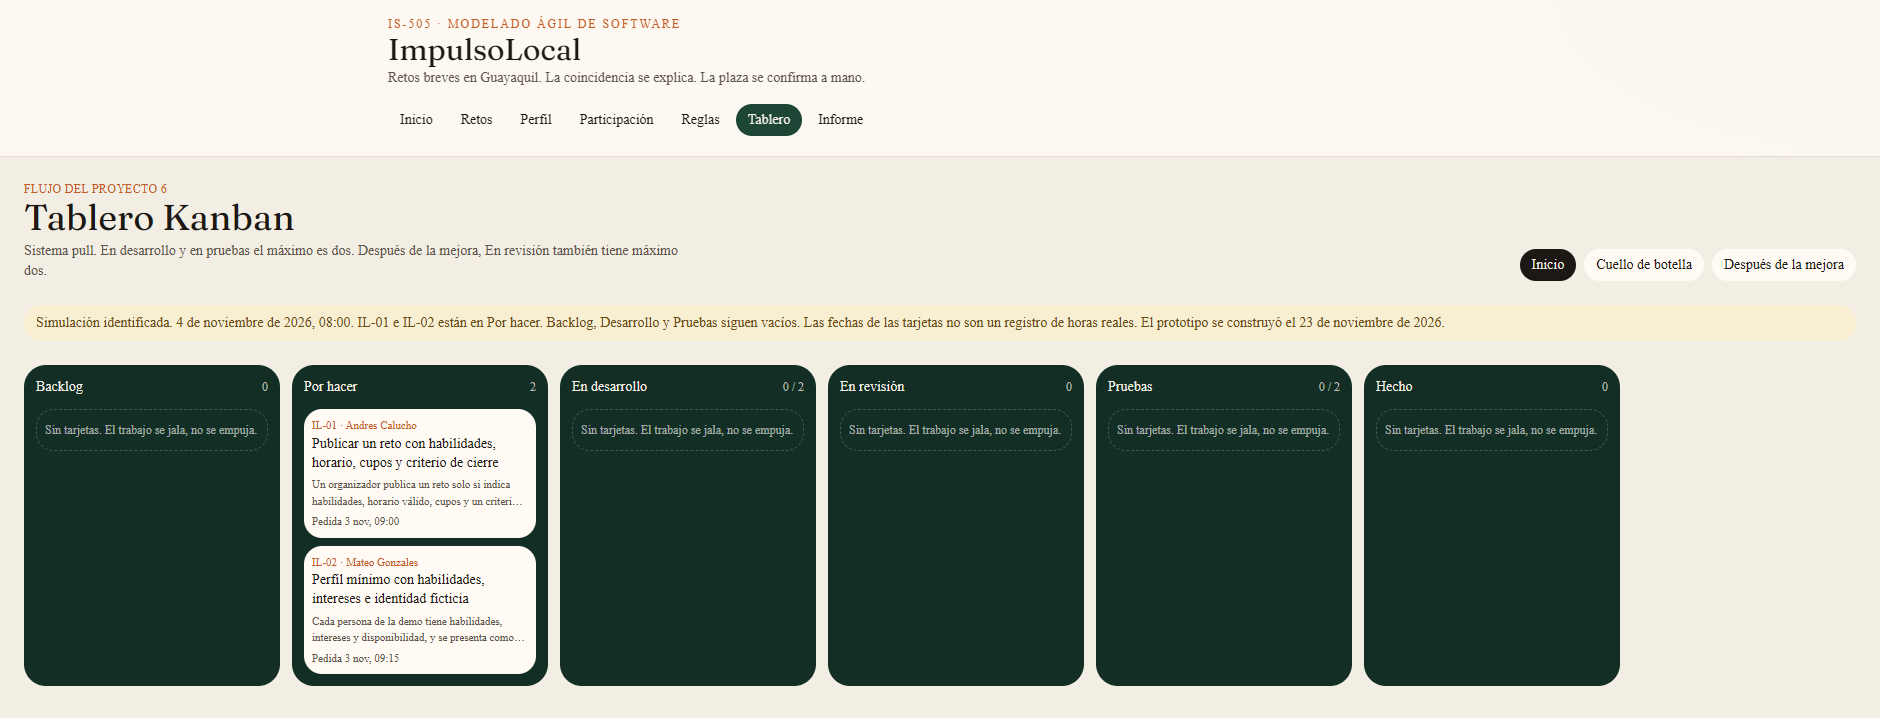 IS-505 · MODELADO ÁGIL DE SOFTWARE
ImpulsoLocal
Retos breves en Guayaquil. La coincidencia se explica. La plaza se confirma a mano.
Inicio Retos Perfil Participación Reglas Tablero Informe
FLUJO DEL PROYECTO 6
Tablero Kanban
Sistema pull. En desarrollo y en pruebas el máximo es dos. Después de la mejora, En revisión también tiene máximo
dos.
Inicio Cuello de botella Después de la mejora
Simulación identificada. 4 de noviembre de 2026, 08:00. IL-01 e IL-02 están en Por hacer. Backlog, Desarrollo y Pruebas siguen vacíos. Las fechas de las tarjetas no son un registro de horas reales. El prototipo se construyó el 23 de noviembre de 2026.
Backlog 0
Sin tarjetas. El trabajo se jala, no se empuja.
Por hacer 2
IL-01 · Andres Calucho
Publicar un reto con habilidades,
horario, cupos y criterio de cierre
Un organizador publica un reto solo si indica
habilidades, horario válido, cupos y un criteri...
Pedida 3 nov, 09:00
IL-02 · Mateo Gonzales
Perfil mínimo con habilidades,
intereses e identidad ficticia
Cada persona de la demo tiene habilidades,
intereses y disponibilidad, y se presenta como...
Pedida 3 nov, 09:15
En desarrollo 0 / 2
Sin tarjetas. El trabajo se jala, no se empuja.
En revisión 0
Sin tarjetas. El trabajo se jala, no se empuja.
Pruebas 0 / 2
Sin tarjetas. El trabajo se jala, no se empuja.
Hecho 0
Sin tarjetas. El trabajo se jala, no se empuja.